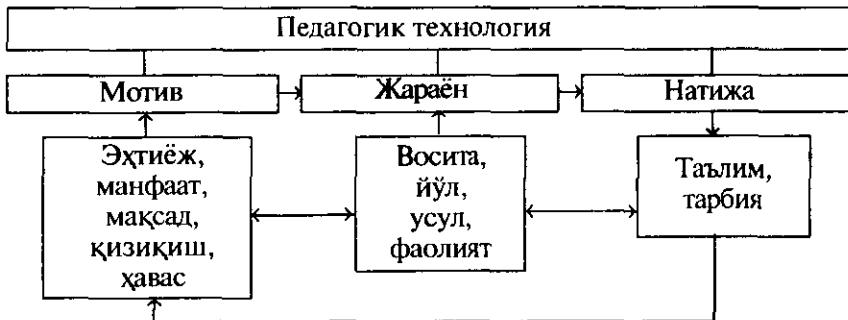 Педагогик технология
Мотив
Жараён
Натижа
Эҳтиёж,
манфаат,
мақсад,
қизиқиш,
ҳавас
Восита,
йўл,
усул,
фаолият
Таълим,
тарбия